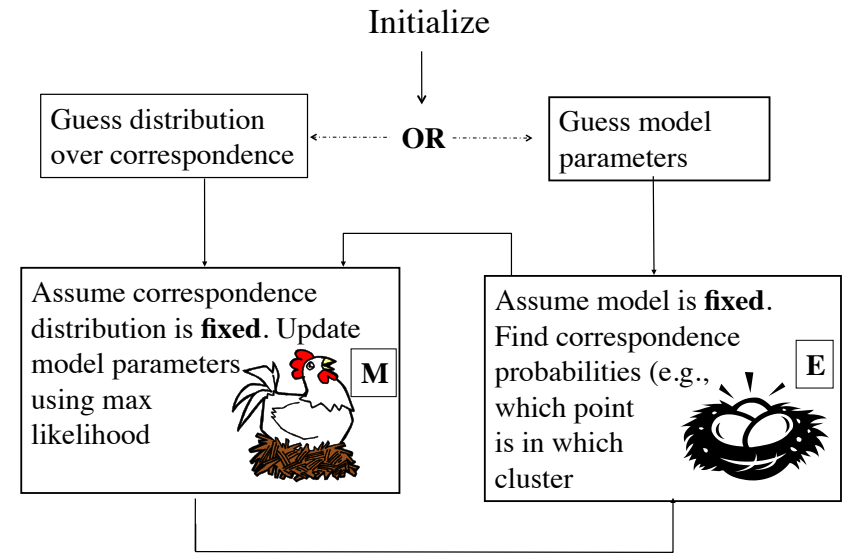 Initialize
Guess distribution
over correspondence
OR
Guess model
parameters
Assume correspondence
distribution is fixed. Update
model parameters
using max
likelihood
M
Assume model is fixed.
Find correspondence
probabilities (e.g.,
which point
is in which
cluster
E